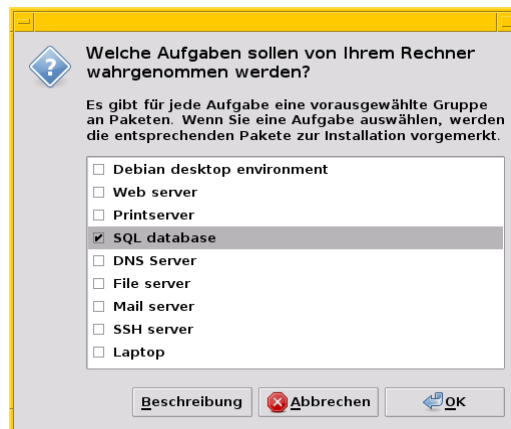 Welche Aufgaben sollen von Ihrem Rechner
wahrgenommen werden?
Es gibt für jede Aufgabe eine vorausgewählte Gruppe
an Paketen. Wenn Sie eine Aufgabe auswählen, werden
die entsprechenden Pakete zur Installation vorgemerkt.
Debian desktop environment
Web server
Printserver
SQL database
DNS Server
File server
Mail server
SSH server
Laptop
Beschreibung Abbrechen OK